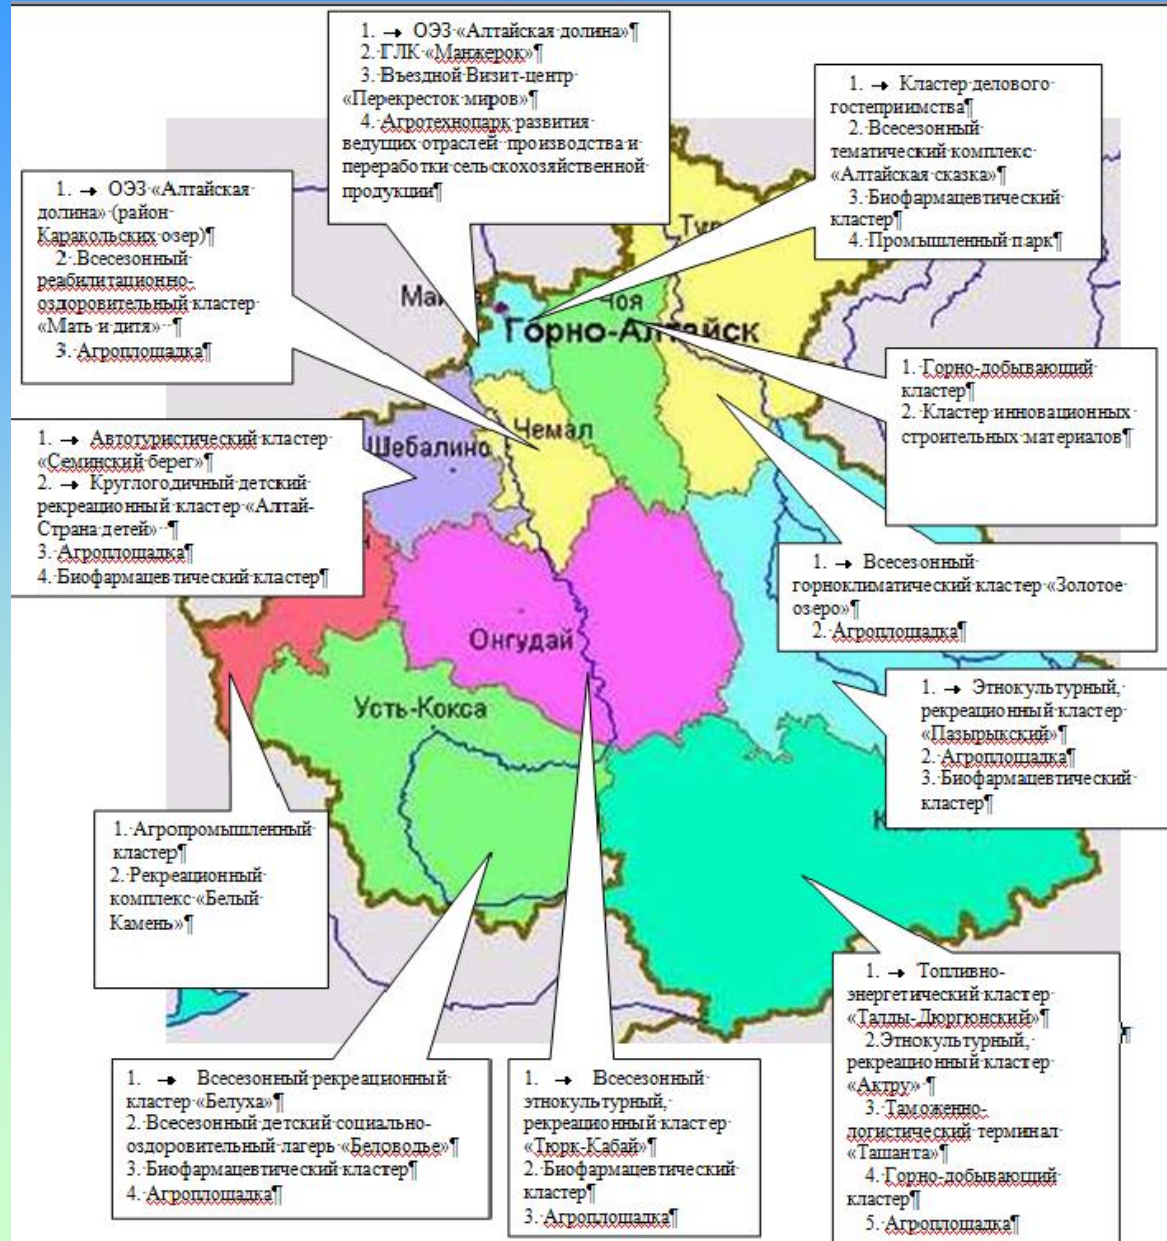 1. → ОЭЗ «Алтайская долина»¶
2. ГЛК «Манжерок»¶
3. Въездной Визит-центр
«Перекресток миров»¶
4. Агротехнопарк развития
ведущих отраслей производства и
переработки сельскохозяйственной
продукции¶
1. → Кластер делового
гостеприимства¶
2. Всесезонный
тематический комплекс
«Алтайская сказка»¶
3. Биофармацевтический
кластер¶
4. Промышленный парк¶
1. → ОЭЗ «Алтайская
долина» (район
Каракольских озер)¶
2 .Всесезонный
реабилитационно-
оздоровительный кластер
«Мать и дитя» ¶
3. Агроплощадка¶
Чоя
Горно-Алтайск
1. Горно-добывающий
кластер¶
2. Кластер инновационных
строительных материалов¶
1. → Автотуристический кластер
«Семинский берег»¶
2. → Круглогодичный детский
рекреационный кластер «Алтай-
Страна детей» ¶
3. Агроплощадка¶
4. Биофармацевтический кластер¶
Шебалино
Чемал
1. → Всесезонный
горноклиматический кластер «Золотое
озеро»¶
2. Агроплощадка¶
Онгудай
Усть-Кокса
1. → Этнокультурный,
рекреационный кластер
«Пазырыкский»¶
2. Агроплощадка¶
3. Биофармацевтический
кластер¶
1. Агропромышленный
кластер¶
2. Рекреационный
комплекс «Белый
Камень»¶
1. → Всесезонный рекреационный
кластер «Белуха»¶
2. Всесезонный детский социально-
оздоровительный лагерь «Беловодье»¶
3. Биофармацевтический кластер¶
4. Агроплощадка¶
1. → Всесезонный
этнокультурный,
рекреационный кластер
«Тюрк-Кабай»¶
2. Биофармацевтический
кластер¶
3. Агроплощадка¶
1. → Топливно-
энергетический кластер
«Талды-Дюргюнский»¶
2.Этнокультурный,
рекреационный кластер
«Актру» ¶
3. Таможенно-
логистический терминал
«Ташанта»¶
4. Горно-добывающий
кластер¶
5. Агроплощадка¶